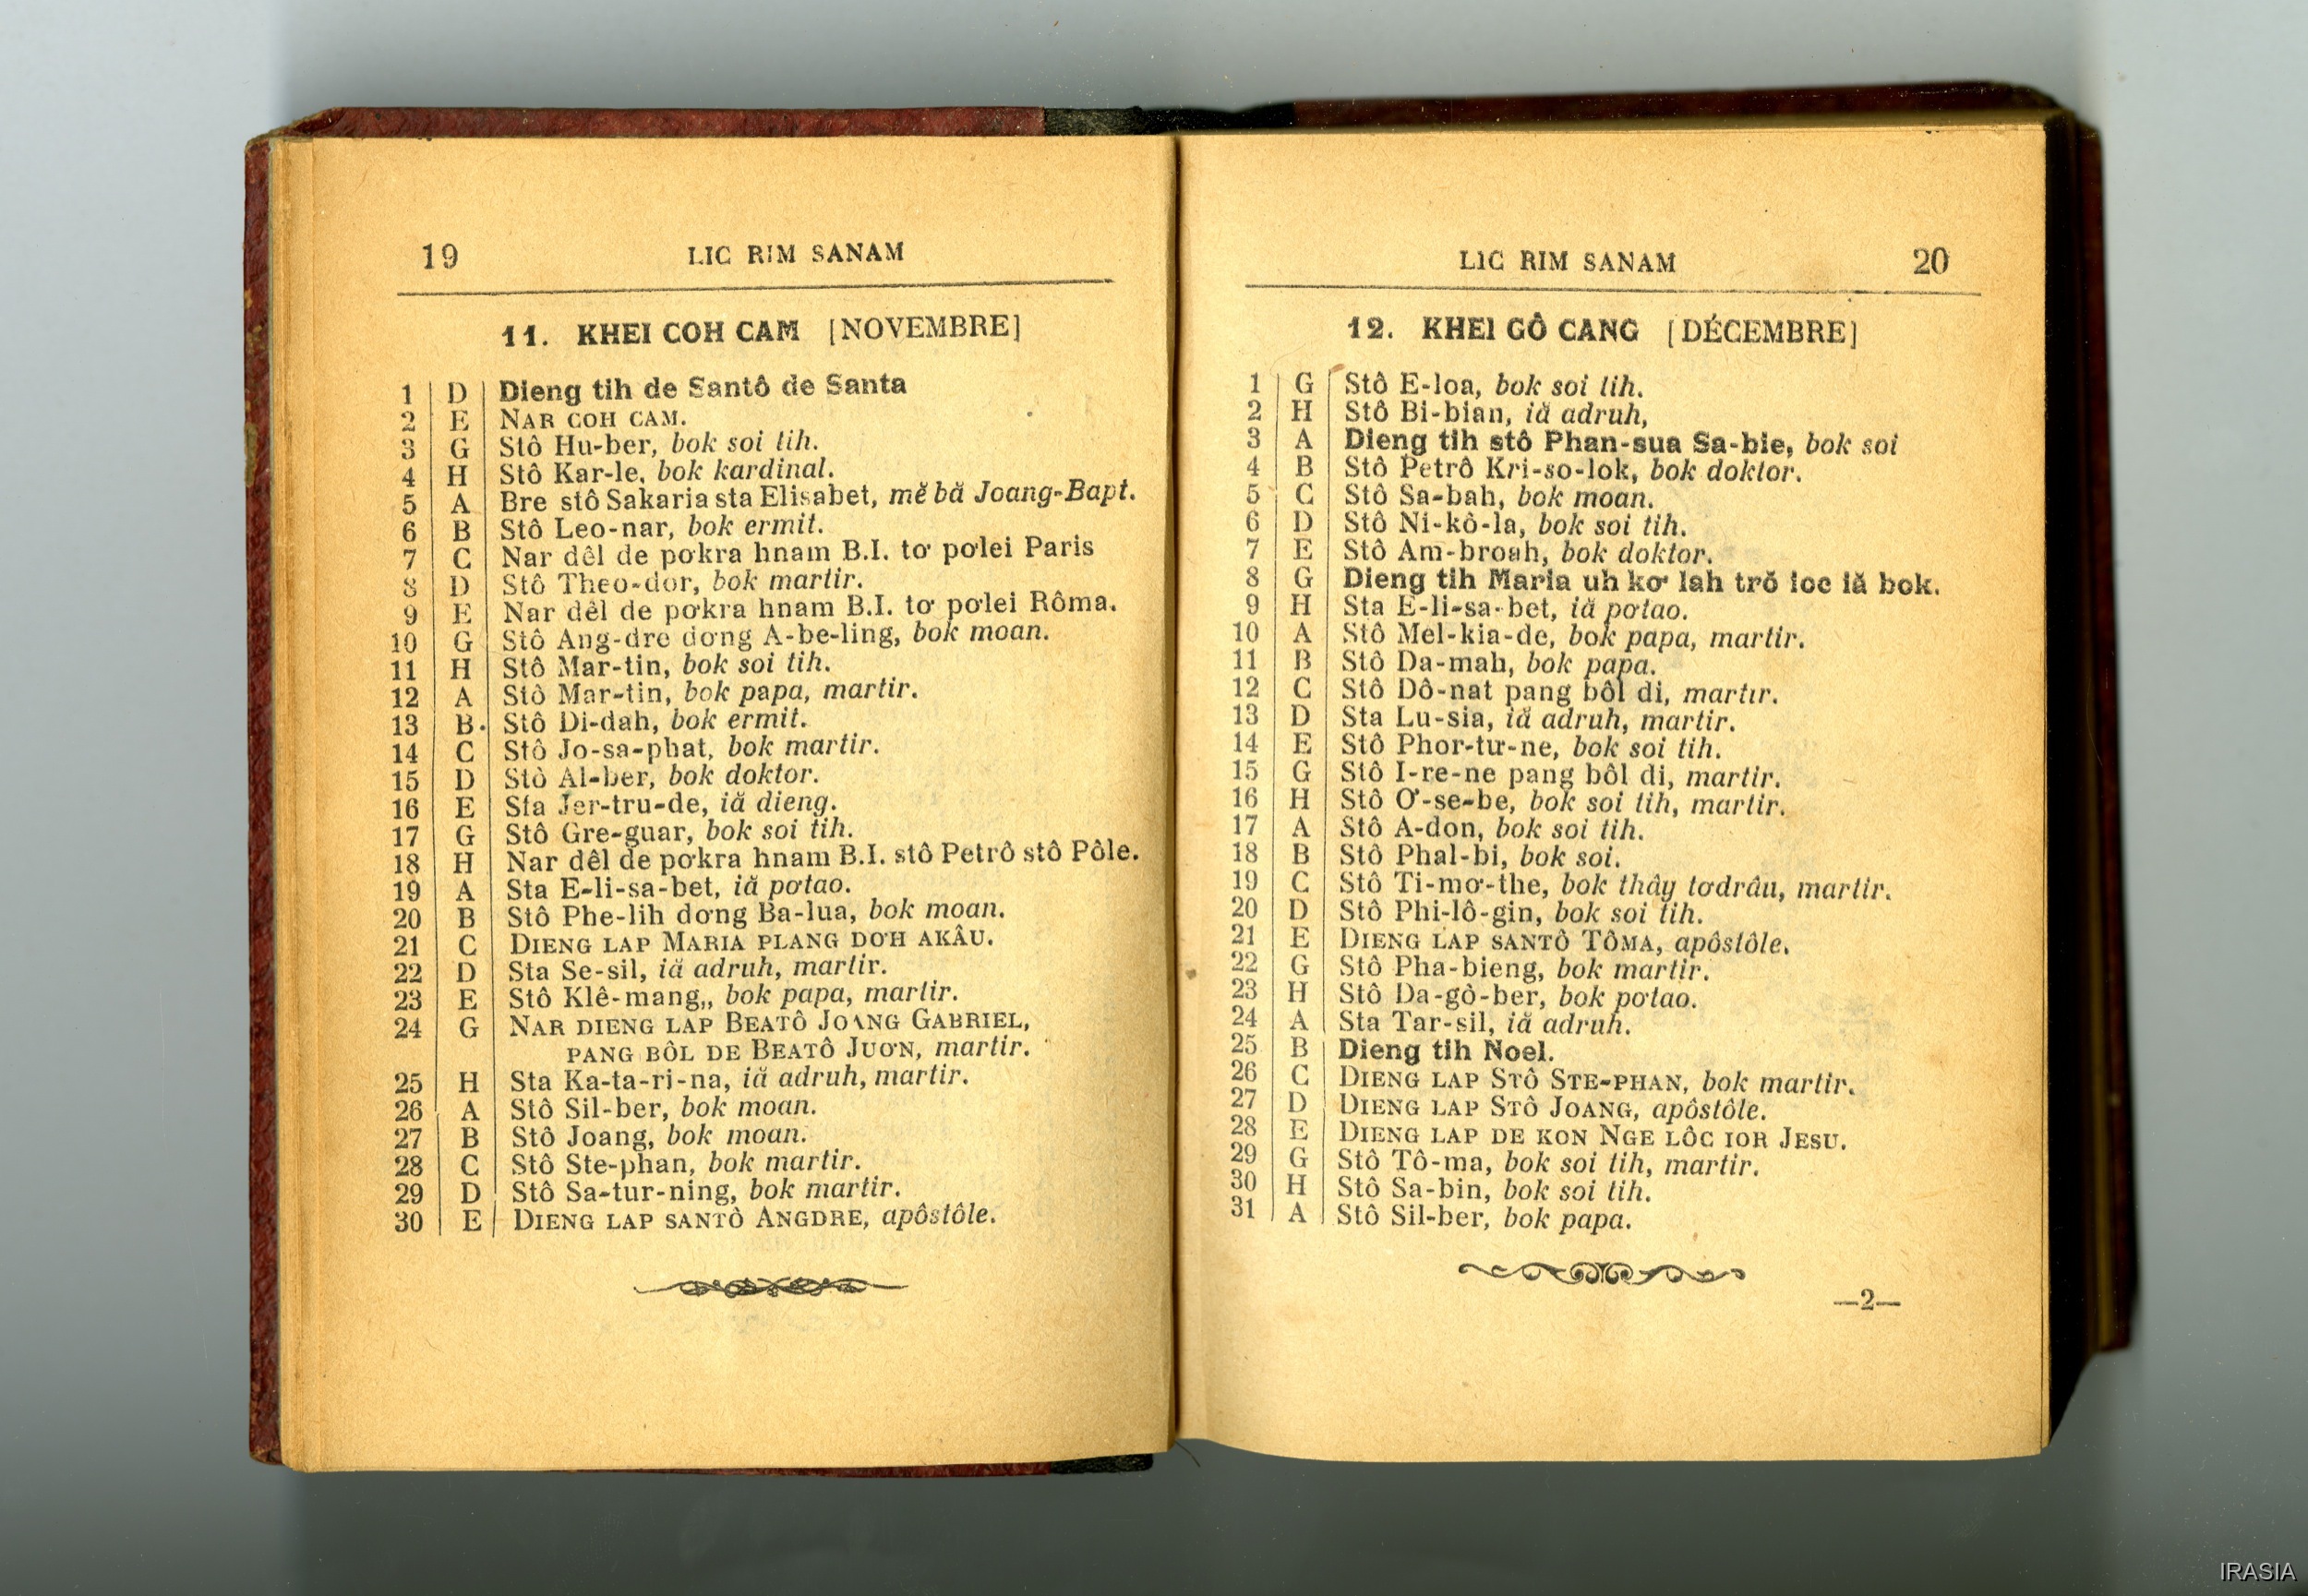 19 LIC RIM SANAM
11. KHEI COH CAM [NOVEMBRE]
1 D Dieng tih de Santô de Santa
2 E NAR COH CAM.
3 G Stô Hu-ber, bok soi tih.
4 H Stô Kar-le, bok kardinal.
5 A Bre stô Sakaria sta Elisabet, mĕ bă Joang-Bapt.
6 B Stô Leo-nar, bok ermit.
7 C Nar dêl de pơkra hnam B.I. tơ pơlei Paris
8 D Stô Theo-dor, bok martir.
9 E Nar dêl de pơkra hnam B.I. tơ pơlei Rôma.
10 G Stô Ang-dre dơng A-be-ling, bok moan.
11 H Stô Mar-tin, bok soi tih.
12 A Stô Mar-tin, bok papa, martir.
13 B. Stô Di-dah, bok ermit.
14 C Stô Jo-sa-phat, bok martir.
15 D Stô Al-ber, bok doktor.
16 E Sta Jer-tru-de, iă dieng.
17 G Stô Gre-guar, bok soi tih.
18 H Nar dêl de pơkra hnam B.I. stô Petrô stô Pôle.
19 A Sta E-li-sa-bet, iă pơtao.
20 B Stô Phe-lih dơng Ba-lua, bok moan.
21 C DIENG LAP MARIA PLANG DƠH AKÂU.
22 D Sta Se-sil, iă adruh, martir.
23 E Stô Klê-mang,, bok papa, martir.
24 G NAR DIENG LAP BEATÔ JOANG GABRIEL,
PANG BÔL DE BEATÔ JUƠN, martir.
25 H Sta Ka-ta-ri-na, iă adruh, martir.
26 A Stô Sil-ber, bok moan.
27 B Stô Joang, bok moan.
28 C Stô Ste-phan, bok martir.
29 D Stô Sa-tur-ning, bok martir.
30 E DIENG LAP SANTÔ ANGDRE, apôstôle.
LIC RIM SANAM 20
12. KHEI GÔ CANG [DÉCEMBRE]
1 G Stô E-loa, bok soi tih.
2 H Stô Bi-bian, iă adruh,
3 A Dieng tih stô Phan-sua Sa-bie, bok soi
4 B Stô Petrô Kri-so-lok, bok doktor.
5 C Stô Sa-bah, bok moan.
6 D Stô Ni-kô-la, bok soi tih.
7 E Stô Am-broah, bok doktor.
8 G Dieng tih Maria uh kơ lah trŏ ioc iă bok.
9 H Sta E-li-sa-bet, iă pơtao.
10 A Stô Mel-kia-de, bok papa, martir.
11 B Stô Da-mah, bok papa.
12 C Stô Dô-nat pang bôl di, martir.
13 D Sta Lu-sia, iă adruh, martir.
14 E Stô Phor-tư-ne, bok soi tih.
15 G Stô I-re-ne pang bôl di, martir.
16 H Stô Ơ-se-be, bok soi tih, martir.
17 A Stô A-don, bok soi tih.
18 B Stô Phal-bi, bok soi.
19 C Stô Ti-mơ-the, bok thây tơdrâu, martir.
20 D Stô Phi-lô-gin, bok soi tih.
21 E DIENG LAP SANTÔ TÔMA, apôstôle.
22 G Stô Pha-bieng, bok martir.
23 H Stô Da-gò-ber, bok pơtao.
24 A Sta Tar-sil, iă adruh.
25 B Dieng tih Noel.
26 C DIENG LAP STÔ STE-PHAN, bok martir.
27 D DIENG LAP STÔ JOANG, apôstôle.
28 E DIENG LAP DE KON NGE LÔC IOR JESU.
29 G Stô Tô-ma, bok soi tih, martir.
30 H Stô Sa-bin, bok soi tih.
31 A Stô Sil-ber, bok papa.
—2—
IRASIA